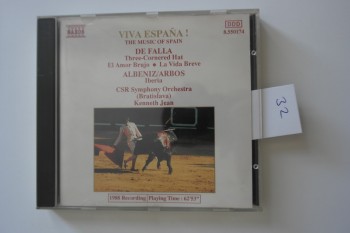 NAXOS
VIVA ESPAÑA !
THE MUSIC OF SPAIN
8.550174
DE FALLA
Three-Cornered Hat
El Amor Brujo • La Vida Breve
ALBENIZ/ARBOS
Iberia
CSR Symphony Orchestra
(Bratislava)
Kenneth Jean
32
1988 Recording
Playing Time : 62'53"